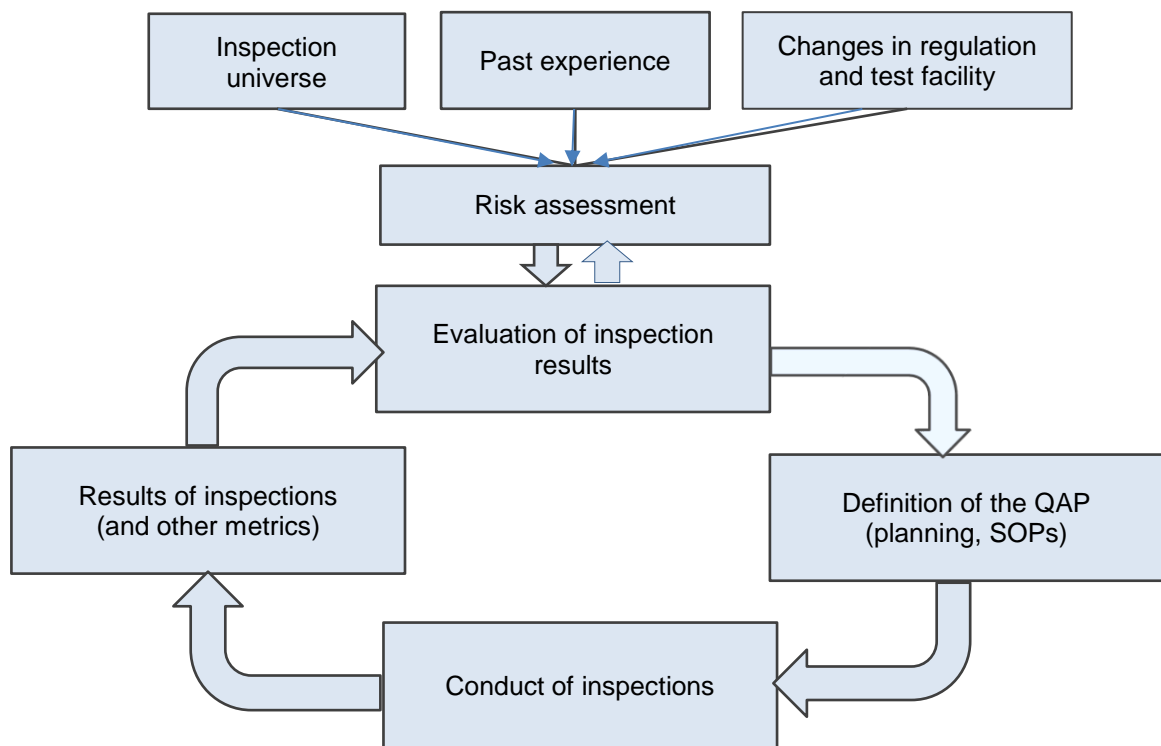 Inspection
universe
Past experience
Changes in regulation
and test facility
Risk assessment
Evaluation of inspection
results
Results of inspections
(and other metrics)
Definition of the QAP
(planning, SOPs)
Conduct of inspections